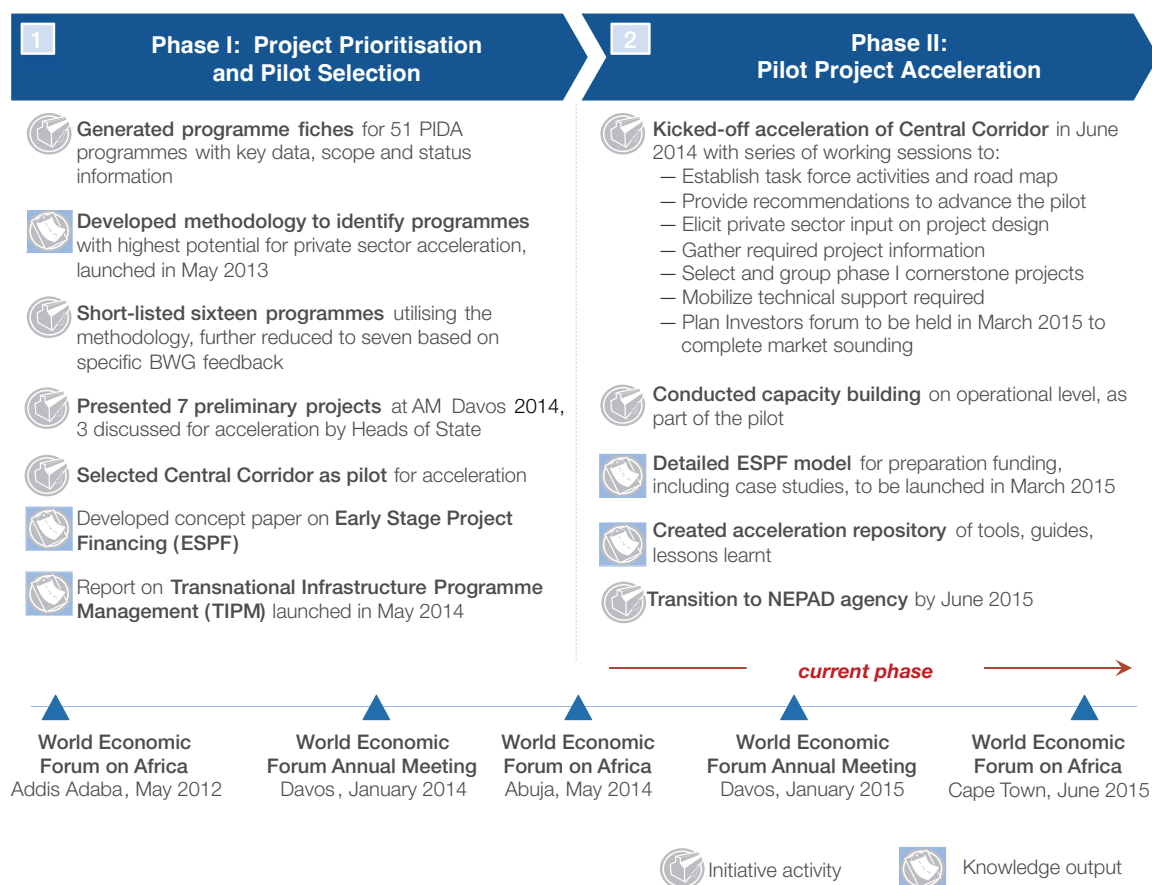 1
Phase I: Project Prioritisation
and Pilot Selection
Generated programme fiches for 51 PIDA
programmes with key data, scope and status
information
Developed methodology to identify programmes
with highest potential for private sector acceleration,
launched in May 2013
Short-listed sixteen programmes utilising the
methodology, further reduced to seven based on
specific BWG feedback
Presented 7 preliminary projects at AM Davos 2014,
3 discussed for acceleration by Heads of State
Selected Central Corridor as pilot for acceleration
Developed concept paper on Early Stage Project
Financing (ESPF)
Report on Transnational Infrastructure Programme
Management (TIPM) launched in May 2014
2
Phase II:
Pilot Project Acceleration
Kicked-off acceleration of Central Corridor in June
2014 with series of working sessions to:
— Establish task force activities and road map
— Provide recommendations to advance the pilot
— Elicit private sector input on project design
— Gather required project information
— Select and group phase I cornerstone projects
— Mobilize technical support required
— Plan Investors forum to be held in March 2015 to
complete market sounding
Conducted capacity building on operational level, as
part of the pilot
Detailed ESPF model for preparation funding,
including case studies, to be launched in March 2015
Created acceleration repository of tools, guides,
lessons learnt
Transition to NEPAD agency by June 2015
current phase
World Economic
Forum on Africa
Addis Adaba, May 2012
World Economic
Forum Annual Meeting
Davos, January 2014
World Economic
Forum on Africa
Abuja, May 2014
World Economic
Forum Annual Meeting
Davos, January 2015
World Economic
Forum on Africa
Cape Town, June 2015
Initiative activity
Knowledge output